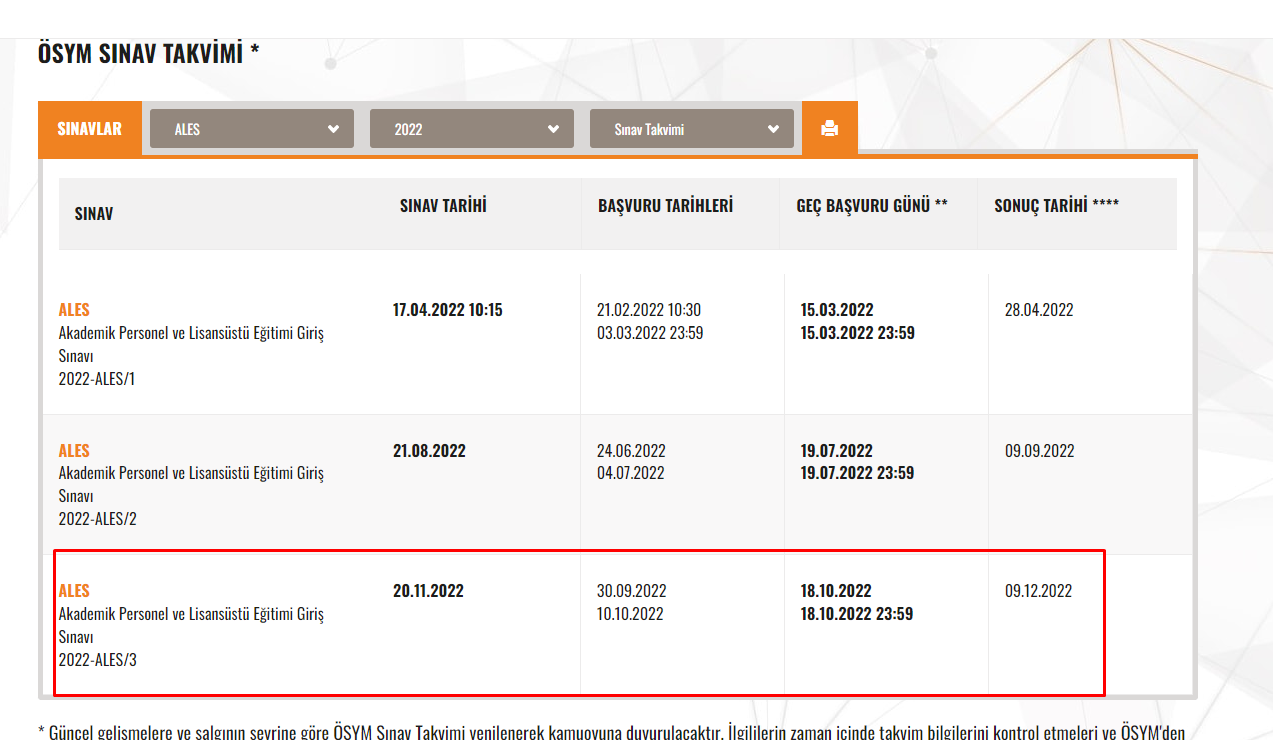 ÖSYM SINAV TAKVİMİ *
SINAVLAR ALES 2022 Sınav Takvimi
SINAV SINAV TARİHİ BAŞVURU TARİHLERİ GEÇ BAŞVURU GÜNÜ ** SONUÇ TARİHİ ****
ALES 17.04.2022 10:15 21.02.2022 10:30 15.03.2022 28.04.2022
Akademik Personel ve Lisansüstü Eğitimi Giriş 03.03.2022 23:59 15.03.2022 23:59
Sınavı
2022-ALES/1
ALES 21.08.2022 24.06.2022 19.07.2022 09.09.2022
Akademik Personel ve Lisansüstü Eğitimi Giriş 04.07.2022 19.07.2022 23:59
Sınavı
2022-ALES/2
ALES 20.11.2022 30.09.2022 18.10.2022 09.12.2022
Akademik Personel ve Lisansüstü Eğitimi Giriş 10.10.2022 18.10.2022 23:59
Sınavı
2022-ALES/3
* Güncel gelişmelere ve salgının seyrine göre ÖSYM Sınav Takvimi yenilenerek kamuoyuna duyurulacaktır. İlgililerin zaman içinde takvim bilgilerini kontrol etmeleri ve ÖSYM'den